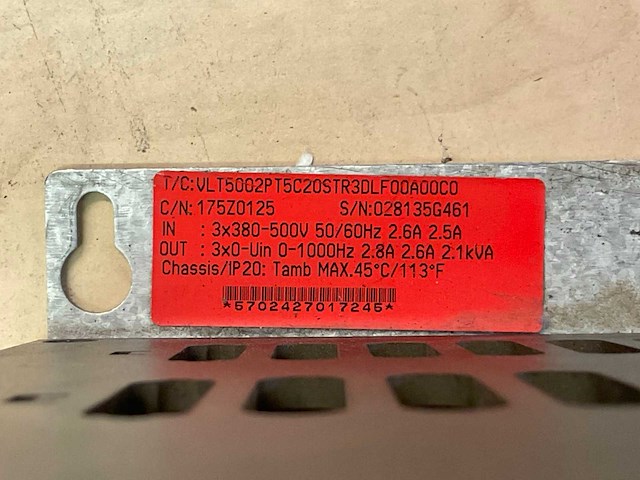 T/C:VLT5002PT5C20STR3DLF00A00C0
C/N:175Z0125 S/N:028135G461
IN : 3x380-500V 50/60Hz 2.6A 2.5A
OUT : 3x0-Uin 0-1000Hz 2.8A 2.6A 2.1kVA
Chassis/IP20: Tamb MAX.45°C/113°F
*5702427017245*